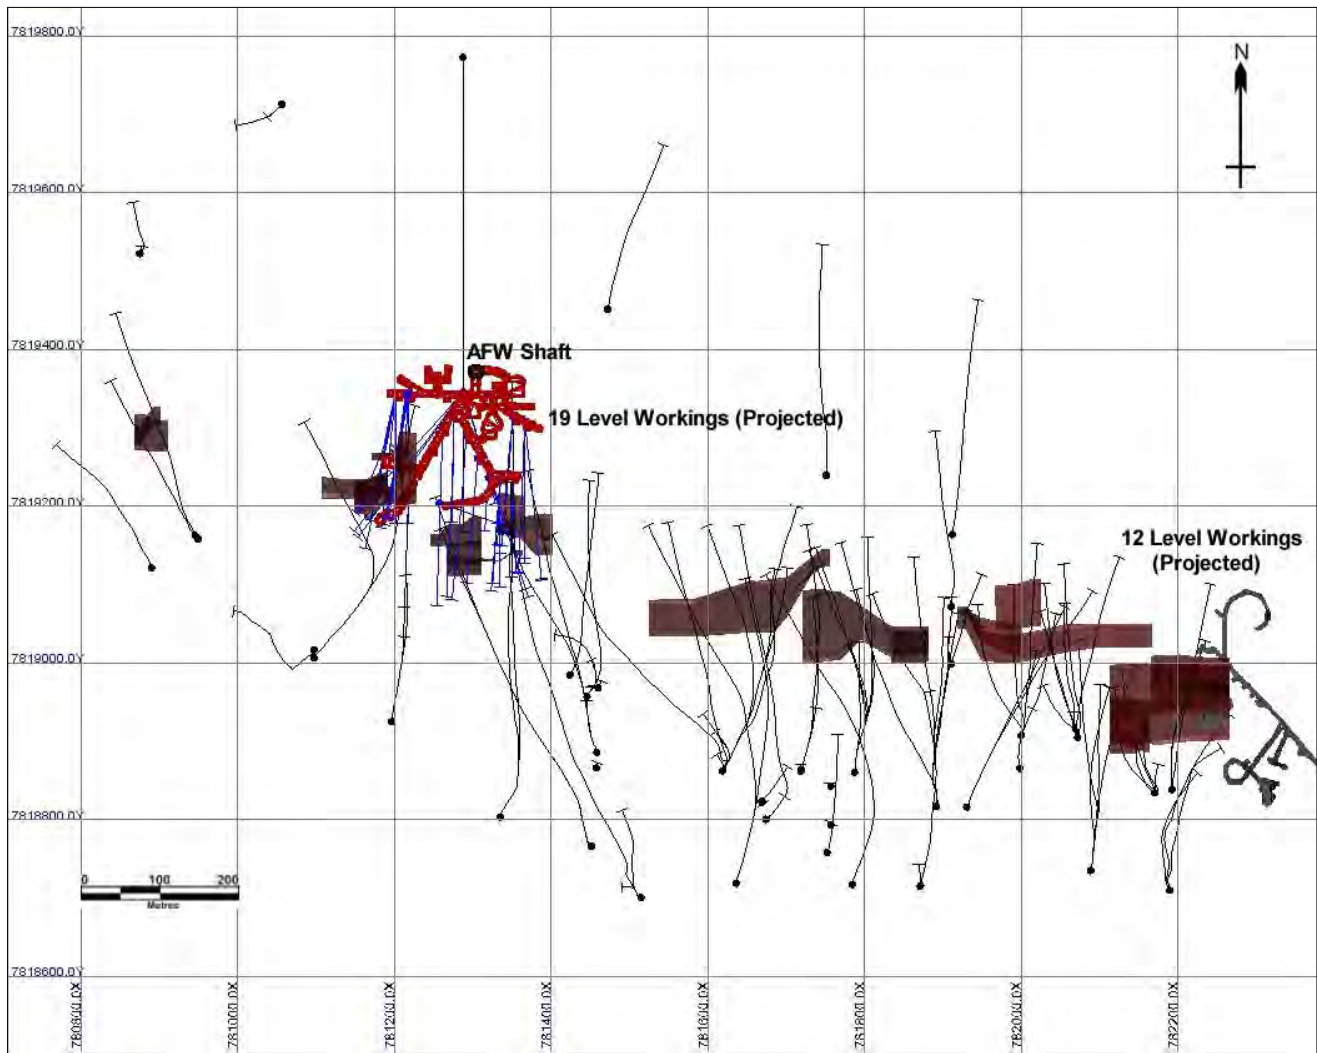 7819800.0Y
N
7819600.0Y
7819400.0Y
AFW Shaft
19 Level Workings (Projected)
7819200.0Y
12 Level Workings
(Projected)
7819000.0Y
7818800.0Y
0 100 200
Metres
7818600.0Y
780800.0X
781000.0X
781200.0X
781400.0X
781600.0X
781800.0X
782000.0X
782200.0X